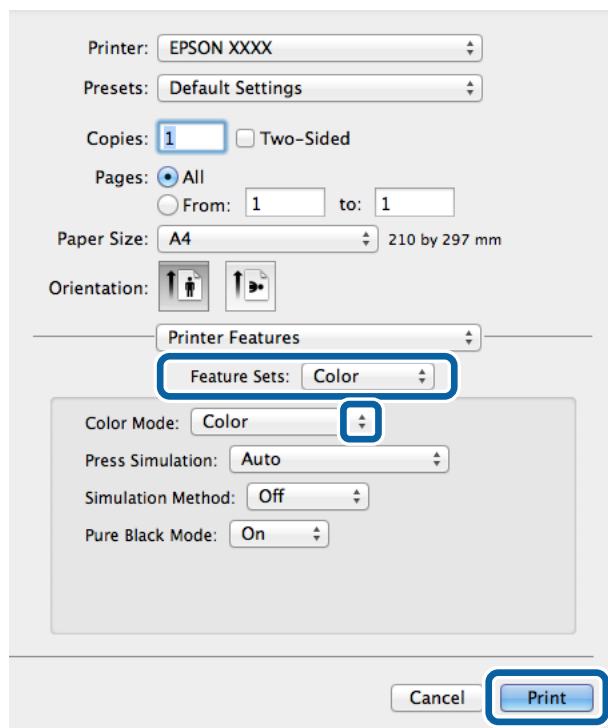 Printer: EPSON XXXX
Presets: Default Settings
Copies: 1 Two-Sided
Pages: All
From: 1 to: 1
Paper Size: A4 210 by 297 mm
Orientation:
Printer Features
Feature Sets: Color
Color Mode: Color
Press Simulation: Auto
Simulation Method: Off
Pure Black Mode: On
Cancel Print